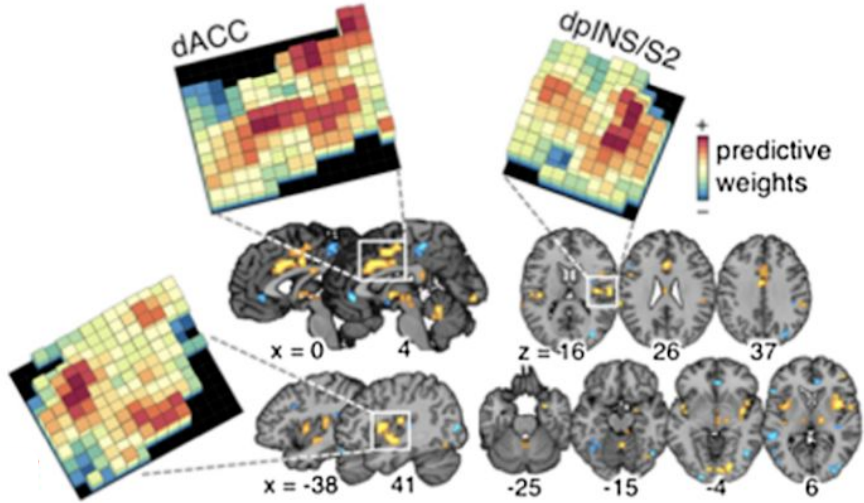 dACC
dpINS/S2
+
predictive
weights
−
x = 0 4
z = -16 26 37
x = -38 41
-25 -15 -4 6